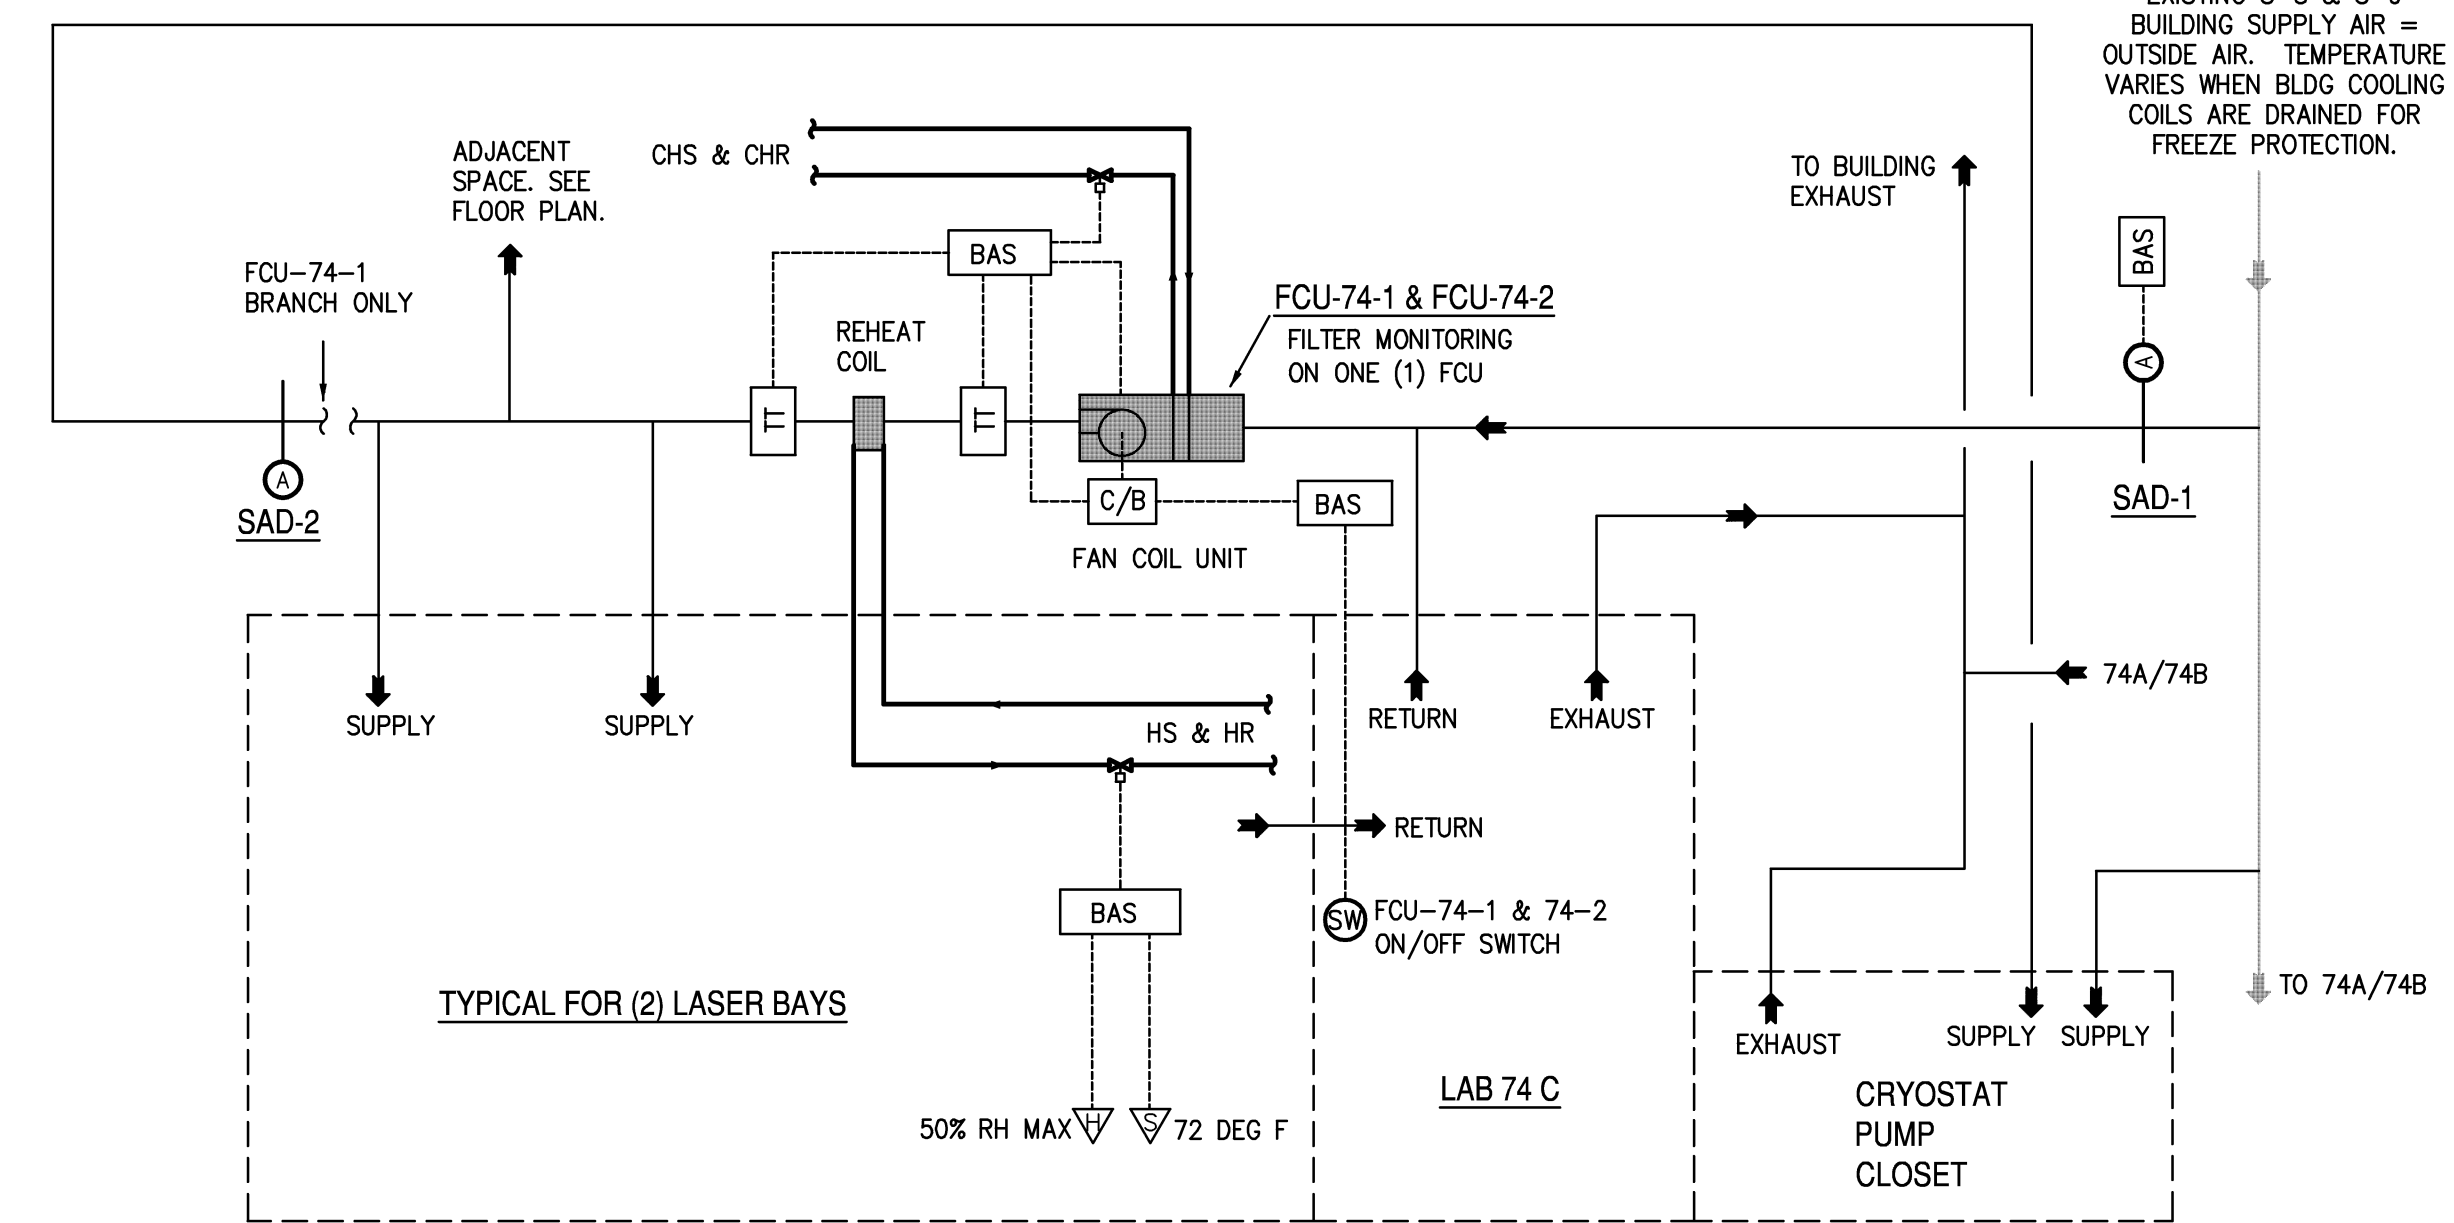 BUILDING SUPPLY AIR =
OUTSIDE AIR. TEMPERATURE
VARIES WHEN BLDG COOLING
COILS ARE DRAINED FOR
FREEZE PROTECTION.
ADJACENT
SPACE. SEE
FLOOR PLAN.
CHS & CHR
TO BUILDING
EXHAUST
BAS
BAS
FCU-74-1
BRANCH ONLY
FCU-74-1 & FCU-74-2
FILTER MONITORING
ON ONE (1) FCU
REHEAT
COIL
A
TT
TT
A
SAD-2
C/B
BAS
SAD-1
FAN COIL UNIT
74A/74B
SUPPLY
SUPPLY
HS & HR
RETURN
EXHAUST
RETURN
BAS
SW
FCU-74-1 & 74-2
ON/OFF SWITCH
TYPICAL FOR (2) LASER BAYS
TO 74A/74B
EXHAUST
SUPPLY
SUPPLY
LAB 74 C
50% RH MAX
H
S
72 DEG F
CRYOSTAT
PUMP
CLOSET